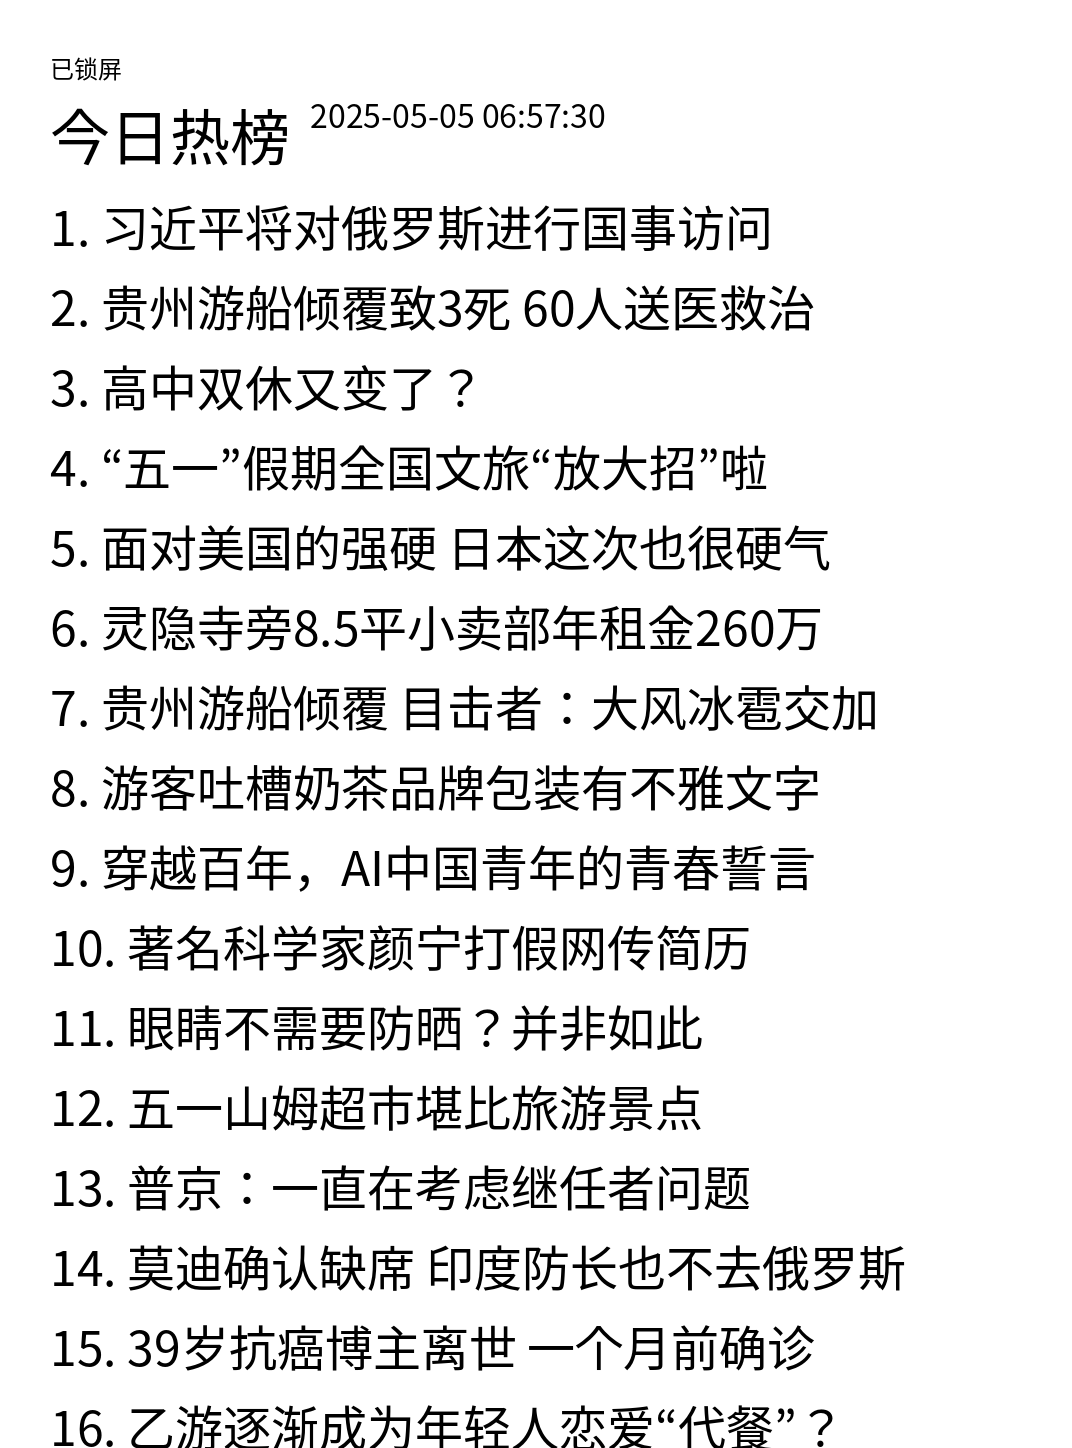 已锁屏
今日热榜 2025-05-05 06:57:30
1. 习近平将对俄罗斯进行国事访问
2. 贵州游船倾覆致3死 60人送医救治
3. 高中双休又变了？
4. “五一”假期全国文旅“放大招”啦
5. 面对美国的强硬 日本这次也很硬气
6. 灵隐寺旁8.5平小卖部年租金260万
7. 贵州游船倾覆 目击者：大风冰雹交加
8. 游客吐槽奶茶品牌包装有不雅文字
9. 穿越百年，AI中国青年的青春誓言
10. 著名科学家颜宁打假网传简历
11. 眼睛不需要防晒？并非如此
12. 五一山姆超市堪比旅游景点
13. 普京：一直在考虑继任者问题
14. 莫迪确认缺席 印度防长也不去俄罗斯
15. 39岁抗癌博主离世 一个月前确诊
16. 乙游逐渐成为年轻人恋爱“代餐”？